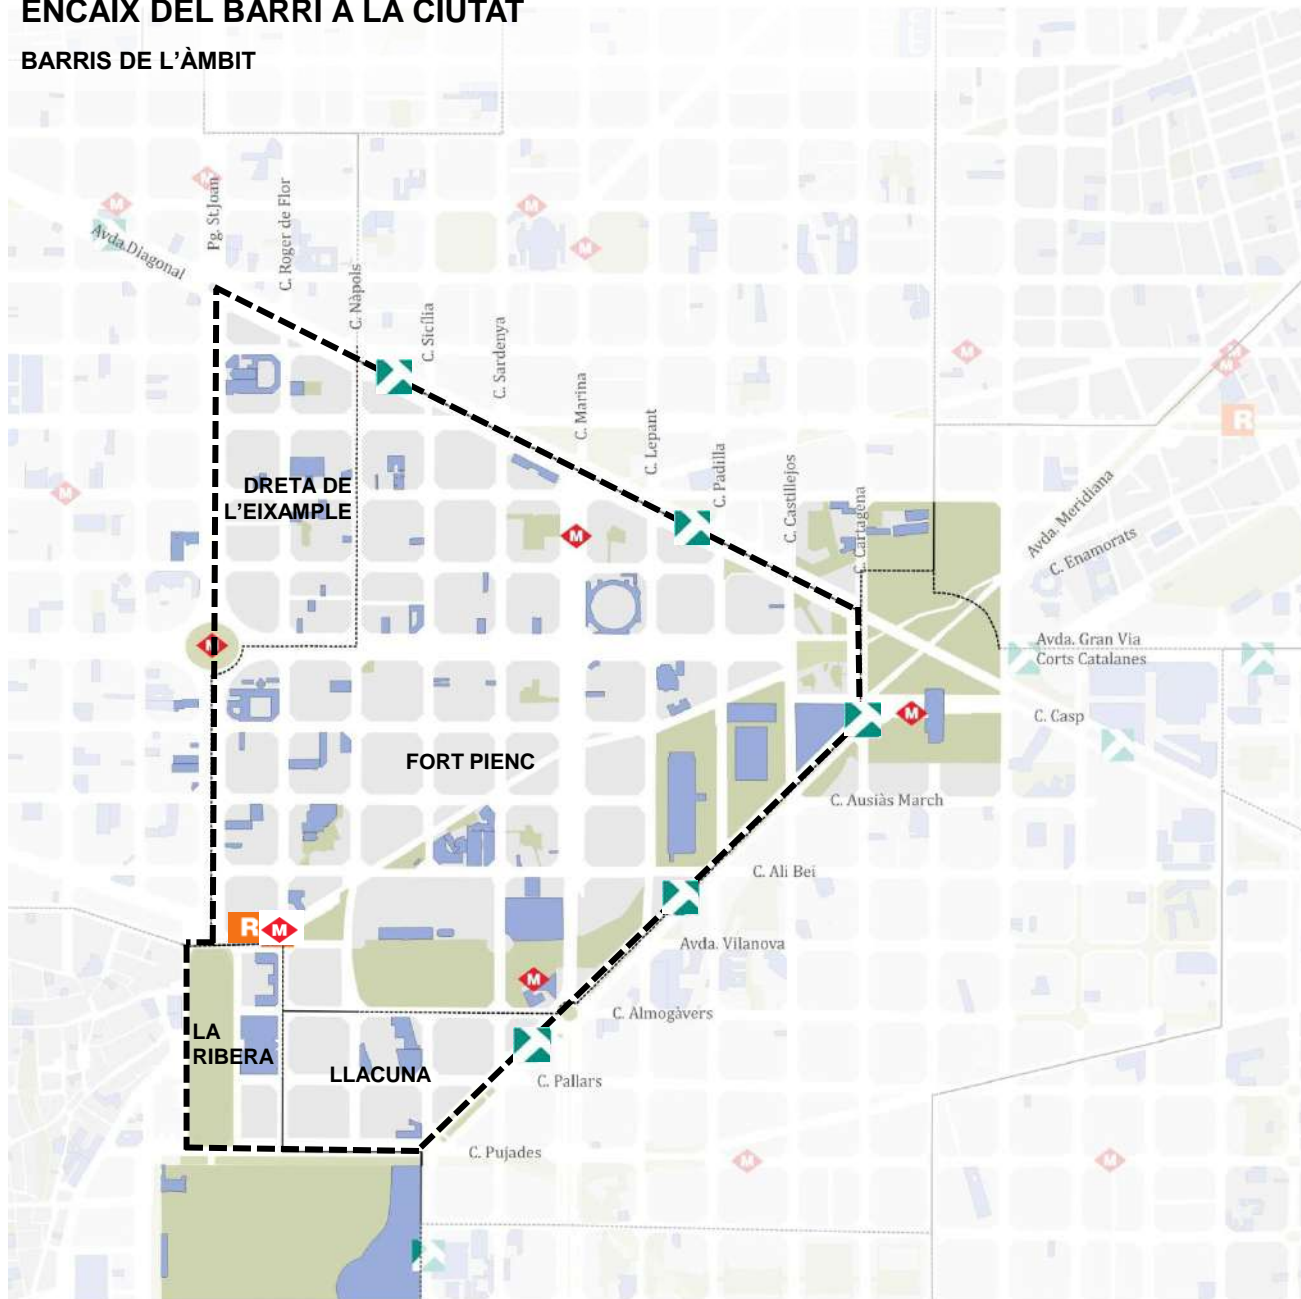 ENCAIX DEL BARRI A LA CIUTAT
BARRIS DE L'ÀMBIT
M
M
Pg. St.Joan
C. Roger de Flor
M
M
Avda.Diagonal
C. Nàpols
C. Sicília
C. Sardenya
C. Marina
C. Lepant
C. Padilla
C. Castillejos
C. Cartagena
M
M
M
R
M
DRETA DE
L'EIXAMPLE
M
Avda. Meridiana
C. Enamorats
M
Avda. Gran Via
Corts Catalanes
M
C. Casp
FORT PIENC
C. Ausiàs March
C. Ali Bei
R
M
Avda. Vilanova
M
C. Almogàvers
LA
RIBERA
LLACUNA
C. Pallars
C. Pujades
M
M